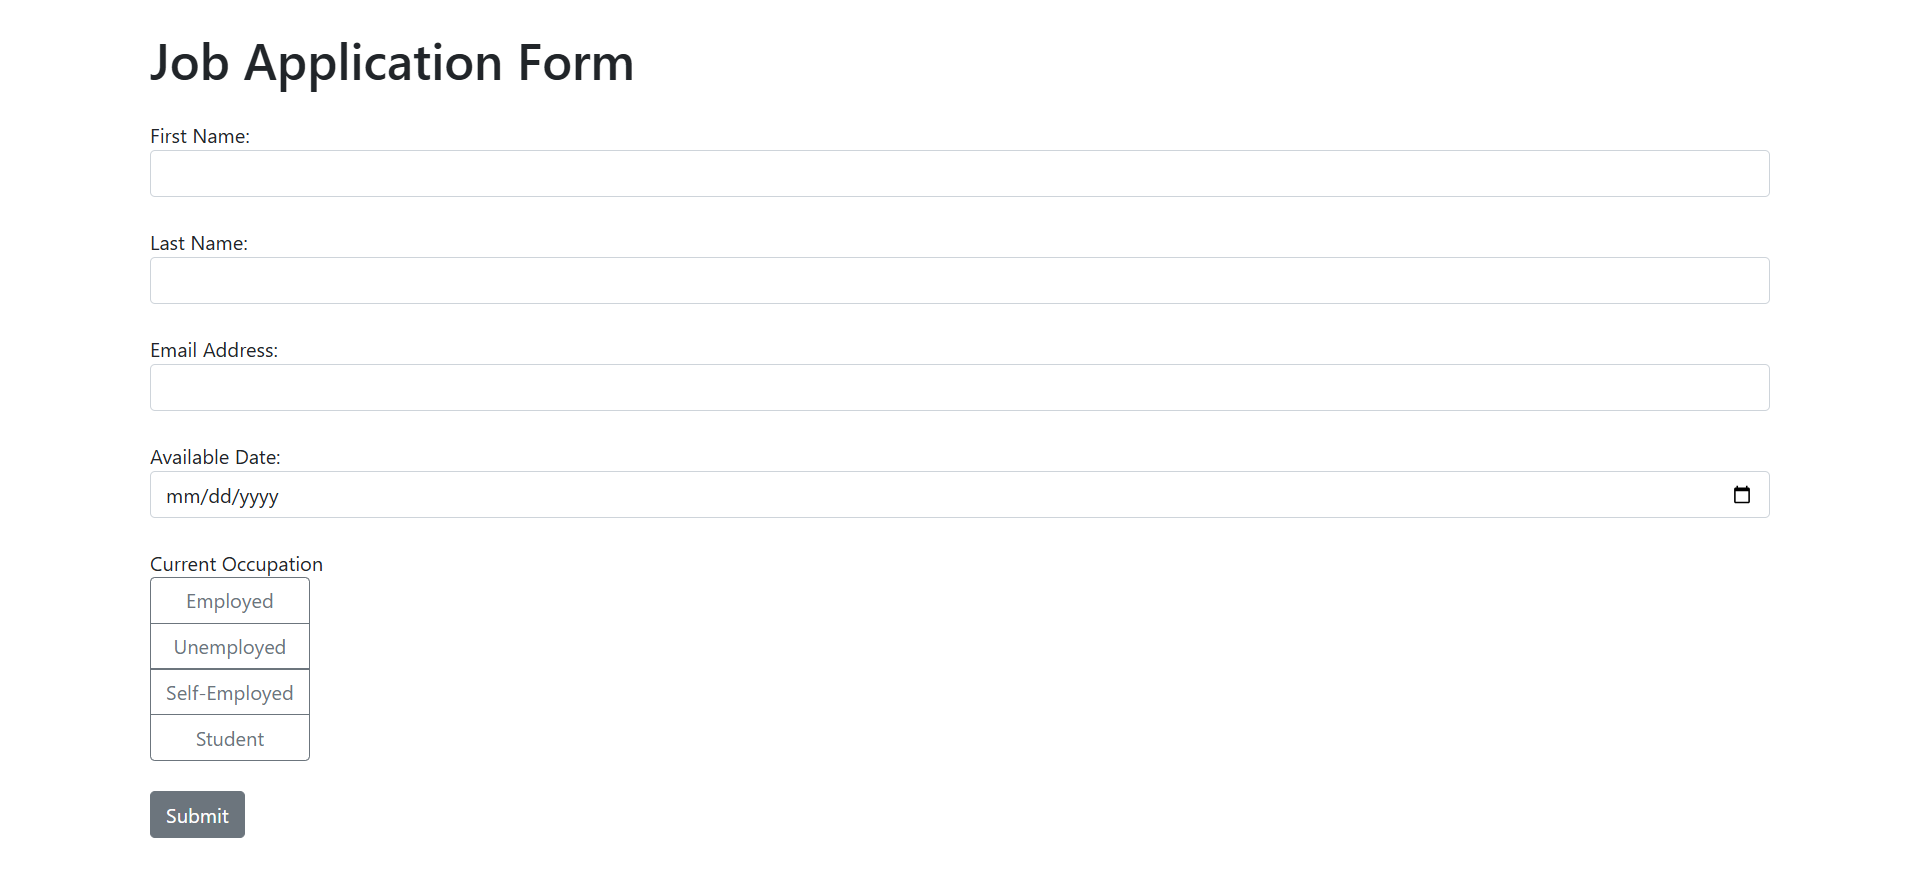 Job Application Form
First Name:
Last Name:
Email Address:
Available Date:
mm/dd/yyyy
Current Occupation
Employed
Unemployed
Self-Employed
Student
Submit